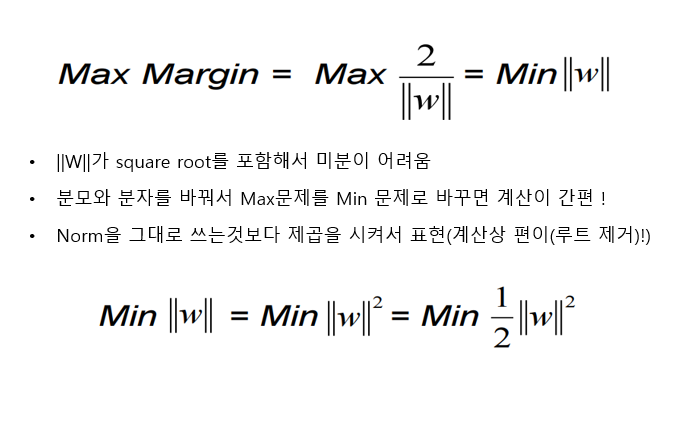 Max Margin = Max 2/||w|| = Min ||w||
• ||W||가 square root를 포함해서 미분이 어려움
• 분모와 분자를 바꿔서 Max문제를 Min 문제로 바꾸면 계산이 간편 !
• Norm을 그대로 쓰는것보다 제곱을 시켜서 표현(계산상 편이(루트 제거)!)
Min ||w|| = Min ||w||² = Min 1/2 ||w||²